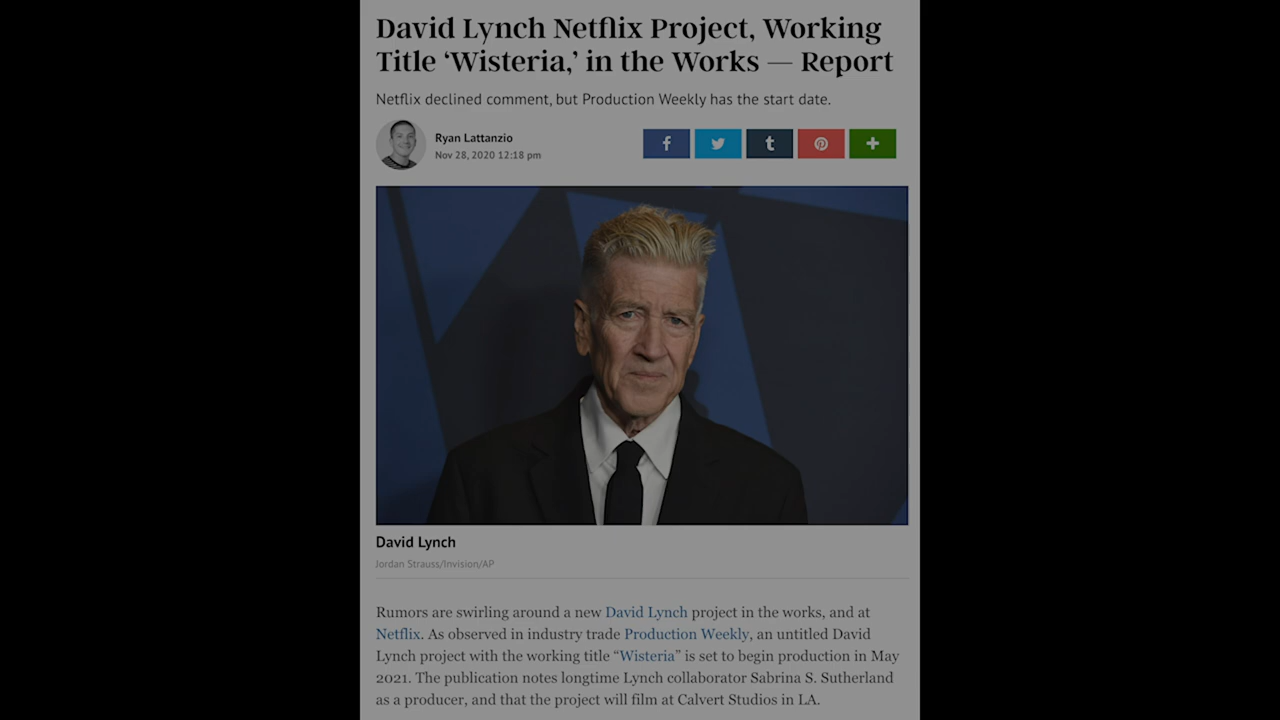 David Lynch Netflix Project, Working
Title ‘Wisteria,’ in the Works — Report
Netflix declined comment, but Production Weekly has the start date.
Ryan Lattanzio
Nov 28, 2020 12:18 pm
David Lynch
Jordan Strauss/Invision/AP
Rumors are swirling around a new David Lynch project in the works, and at
Netflix. As observed in industry trade Production Weekly, an untitled David
Lynch project with the working title “Wisteria” is set to begin production in May
2021. The publication notes longtime Lynch collaborator Sabrina S. Sutherland
as a producer, and that the project will film at Calvert Studios in LA.